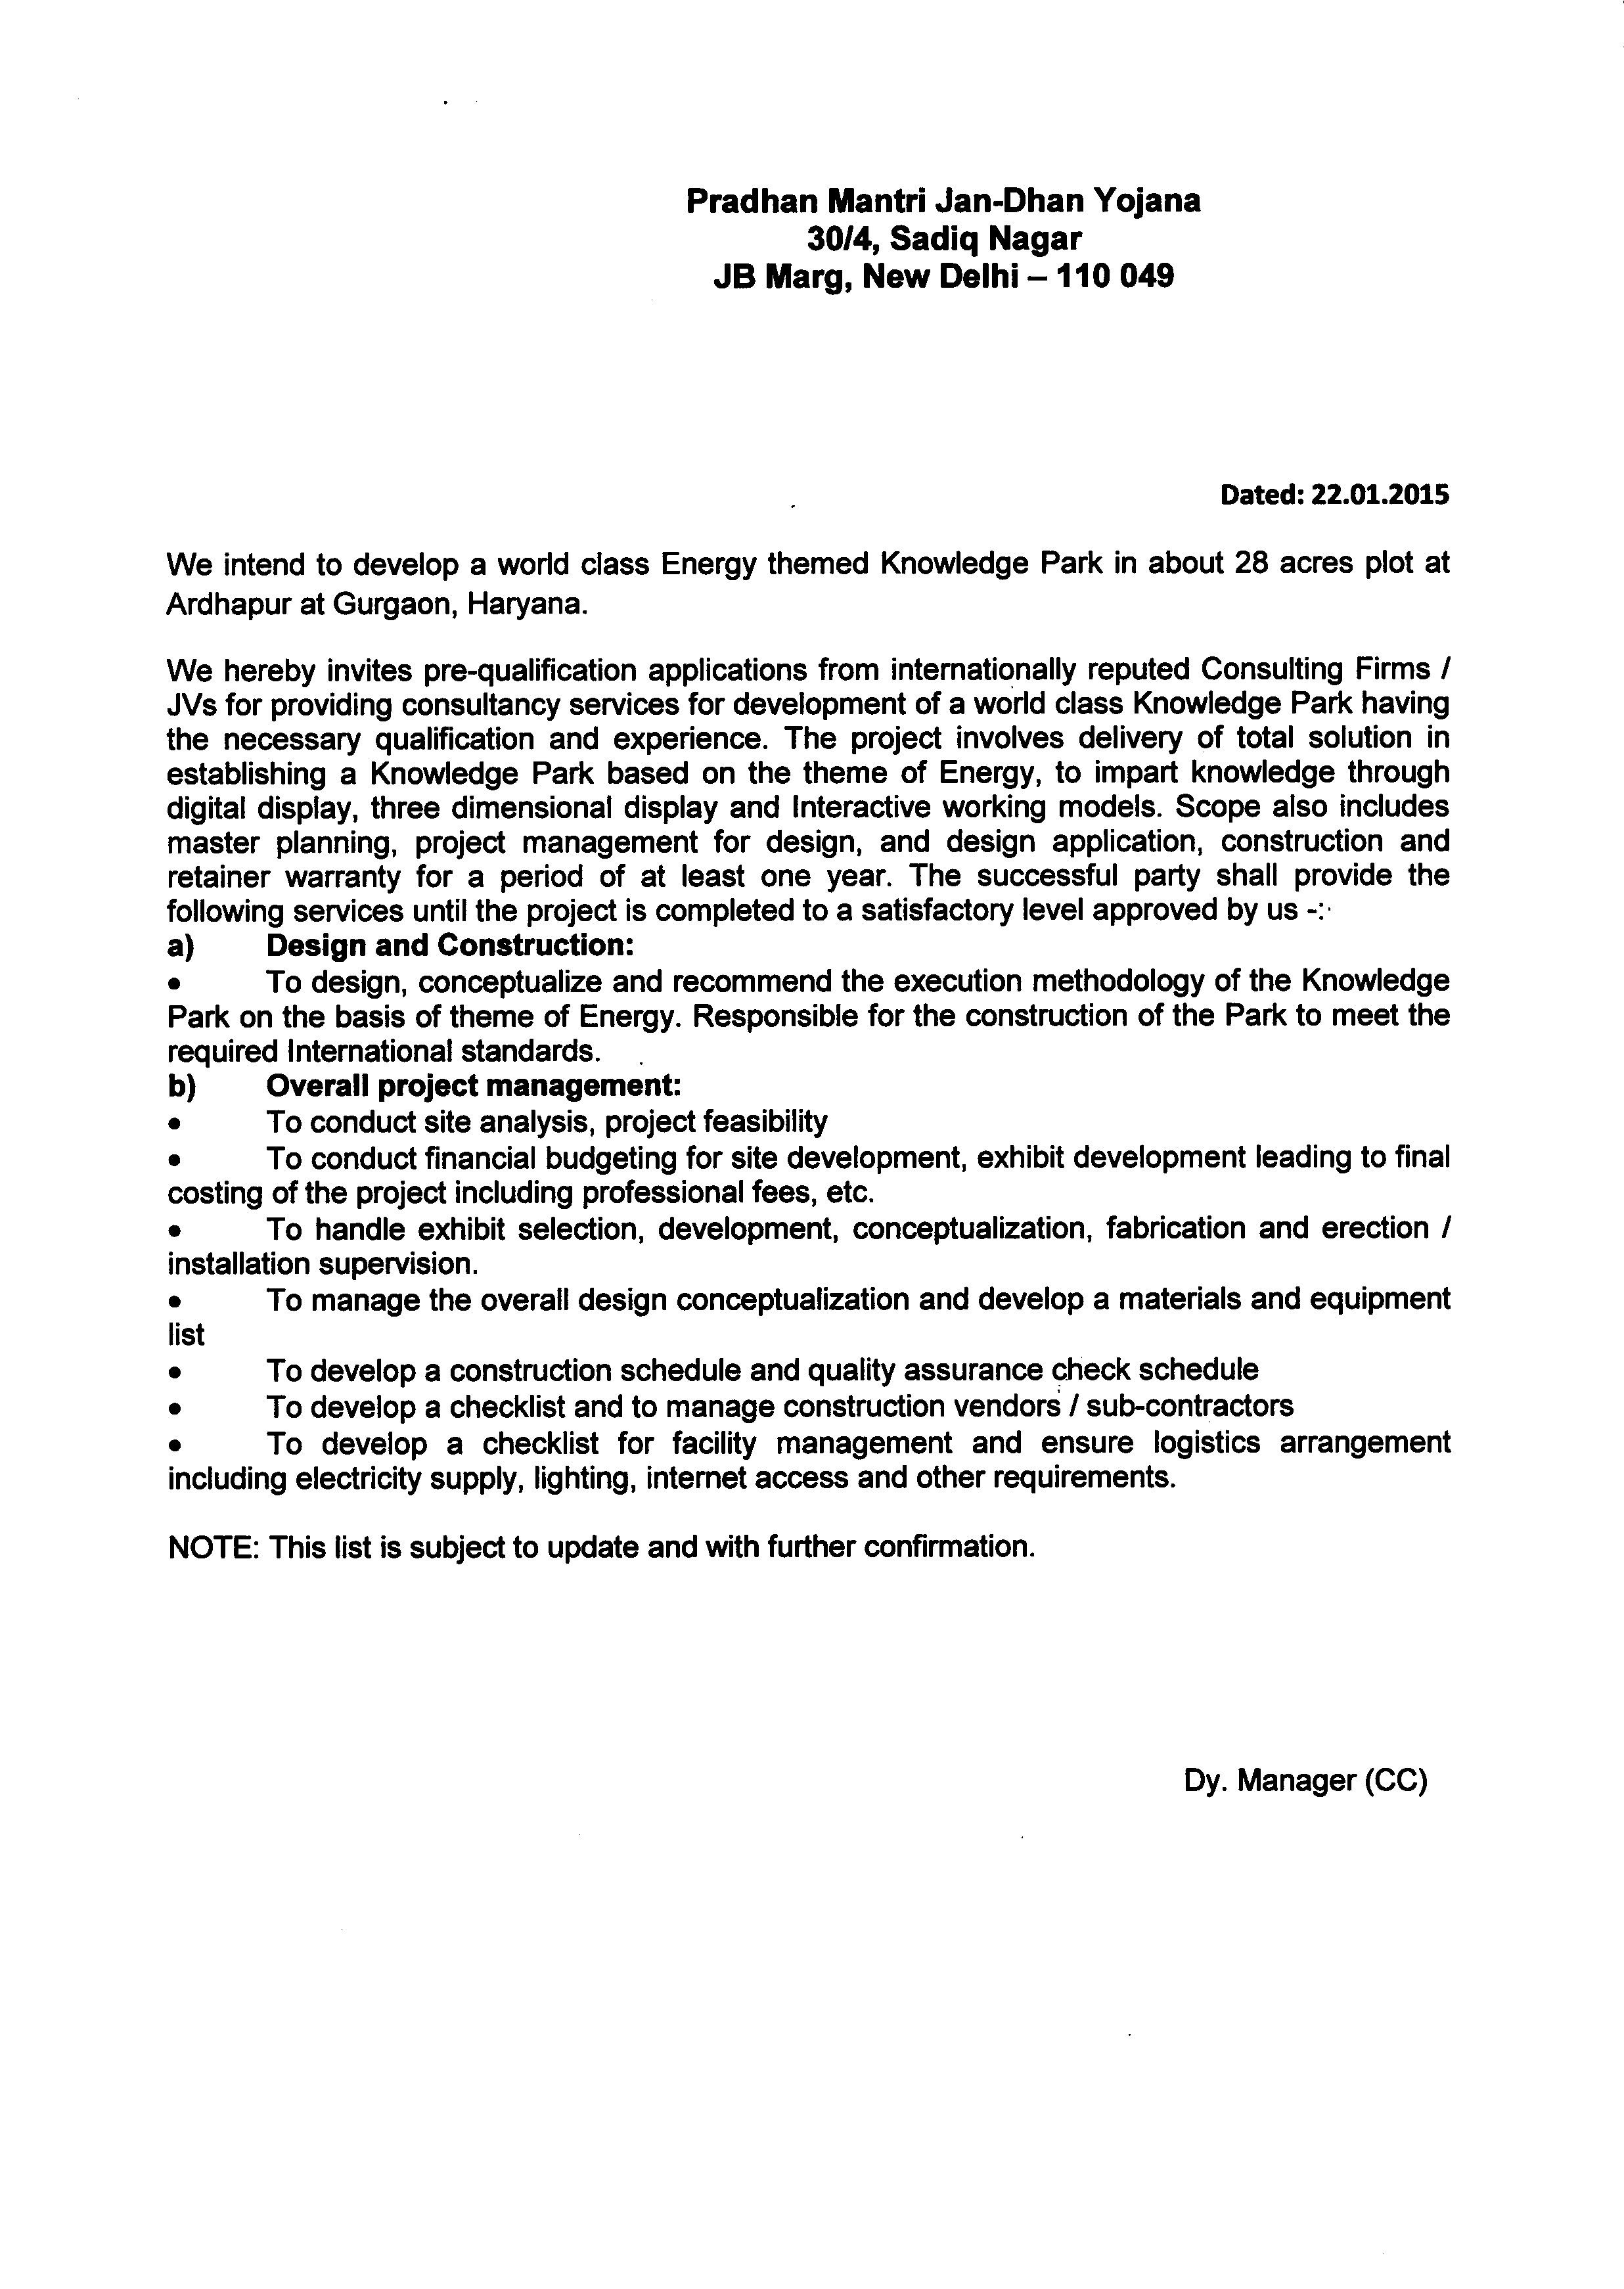 Pradhan Mantri Jan-Dhan Yojana
30/4, Sadiq Nagar
JB Marg, New Delhi – 110 049
Dated: 22.01.2015
We intend to develop a world class Energy themed Knowledge Park in about 28 acres plot at
Ardhapur at Gurgaon, Haryana.
We hereby invites pre-qualification applications from internationally reputed Consulting Firms /
JVs for providing consultancy services for development of a world class Knowledge Park having
the necessary qualification and experience. The project involves delivery of total solution in
establishing a Knowledge Park based on the theme of Energy, to impart knowledge through
digital display, three dimensional display and Interactive working models. Scope also includes
master planning, project management for design, and design application, construction and
retainer warranty for a period of at least one year. The successful party shall provide the
following services until the project is completed to a satisfactory level approved by us -:
a) Design and Construction:
• To design, conceptualize and recommend the execution methodology of the Knowledge
Park on the basis of theme of Energy. Responsible for the construction of the Park to meet the
required International standards.
b) Overall project management:
• To conduct site analysis, project feasibility
• To conduct financial budgeting for site development, exhibit development leading to final
costing of the project including professional fees, etc.
• To handle exhibit selection, development, conceptualization, fabrication and erection /
installation supervision.
• To manage the overall design conceptualization and develop a materials and equipment
list
• To develop a construction schedule and quality assurance check schedule
• To develop a checklist and to manage construction vendors / sub-contractors
• To develop a checklist for facility management and ensure logistics arrangement
including electricity supply, lighting, internet access and other requirements.
NOTE: This list is subject to update and with further confirmation.
Dy. Manager (CC)